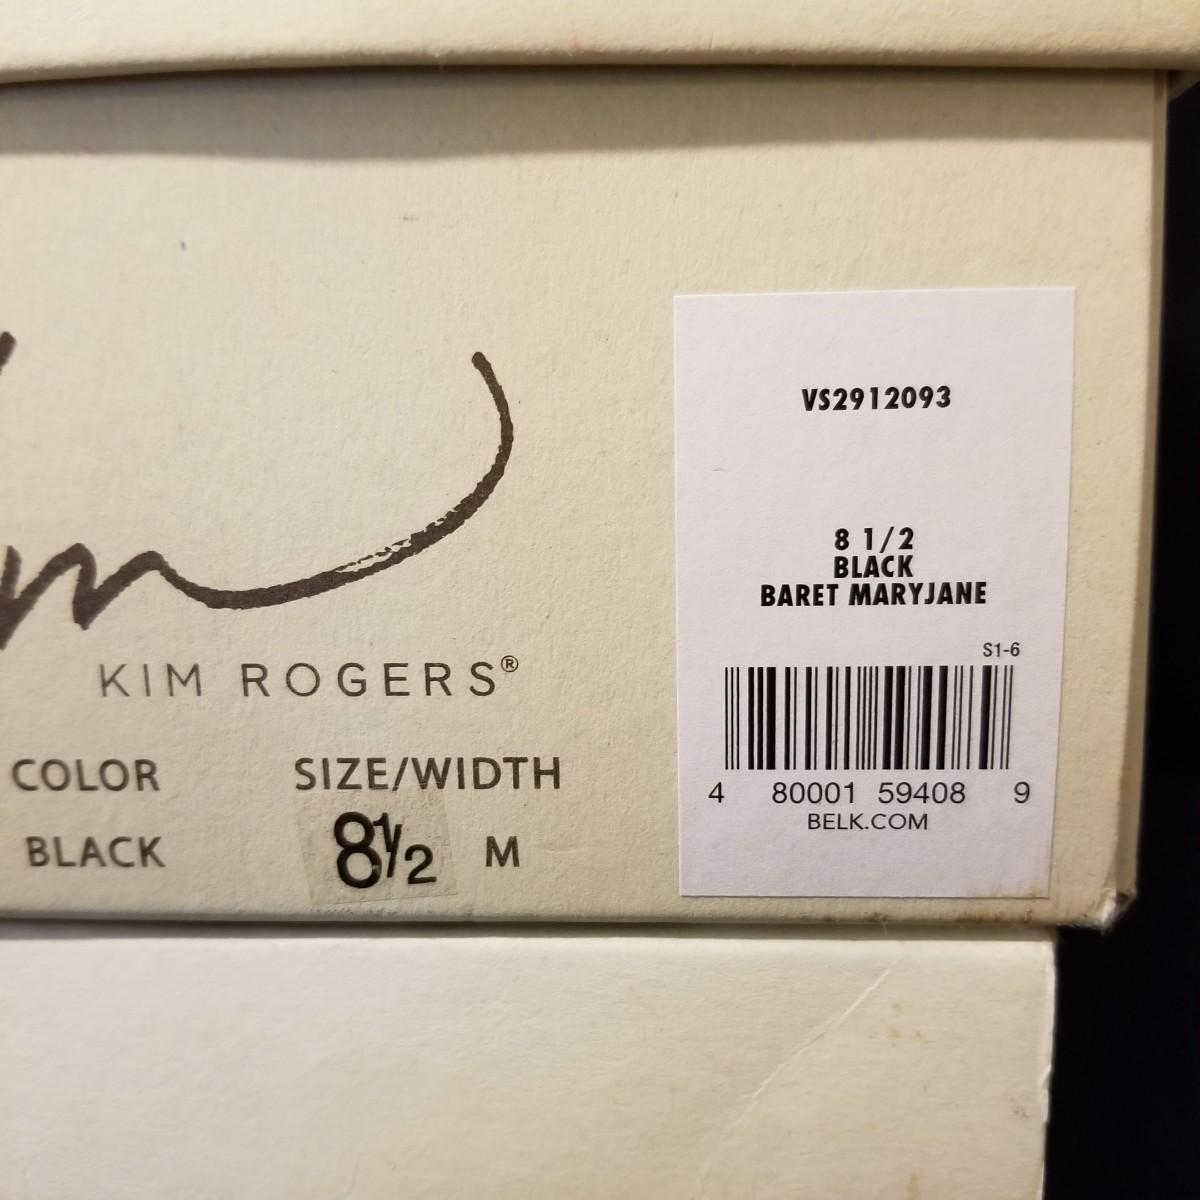 m
KIM ROGERS®
COLOR SIZE/WIDTH
BLACK 8½ M
VS2912093
8 1/2
BLACK
BARET MARYJANE
S1-6
4 80001 59408 9
BELK.COM